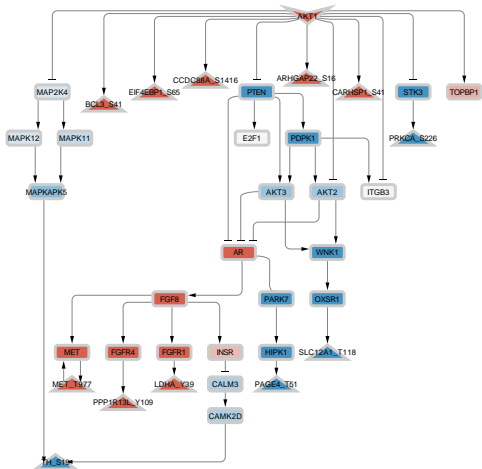 AKT1
CCDC88A_S1416
ARHGAP22_S16
MAP2K4
BCL3_S41
EIF4EBP1_S65
PTEN
CARHSP1_S41
STK3
TOPBP1
MAPK12
MAPK11
E2F1
PDPK1
PRKCA_S226
MAPKAPK5
AKT3
AKT2
ITGB3
AR
WNK1
FGF8
PARK7
OXSR1
MET
FGFR4
FGFR1
INSR
HIPK1
SLC12A1_T118
MET_T977
PPP1R13L_Y109
LDHA_Y39
CALM3
PAGE4_T51
CAMK2D
TH_S19